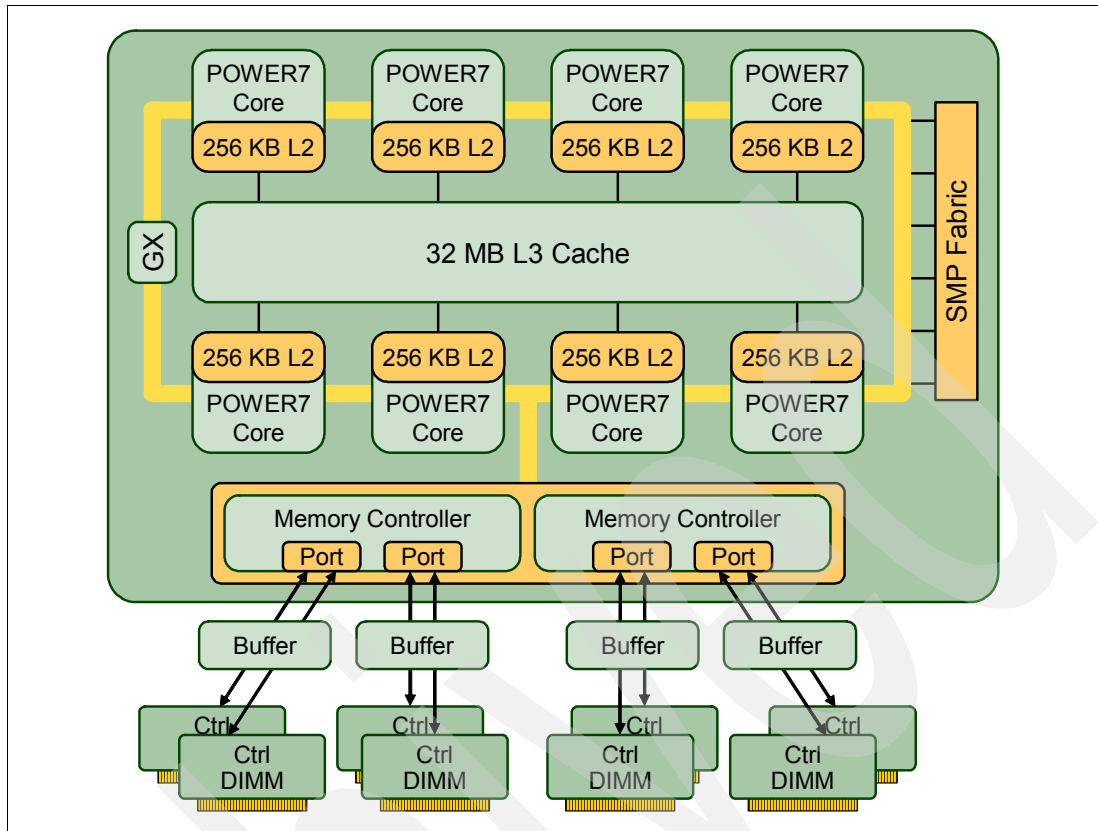 POWER7
Core
POWER7
Core
POWER7
Core
POWER7
Core
256 KB L2
256 KB L2
256 KB L2
256 KB L2
GX
32 MB L3 Cache
SMP Fabric
256 KB L2
256 KB L2
256 KB L2
256 KB L2
POWER7
Core
POWER7
Core
POWER7
Core
POWER7
Core
Memory Controller
Memory Controller
Port
Port
Port
Port
Buffer
Buffer
Buffer
Buffer
Ctrl
Ctrl
Ctrl
Ctrl
Ctrl
DIMM
Ctrl
DIMM
Ctrl
DIMM
Ctrl
DIMM